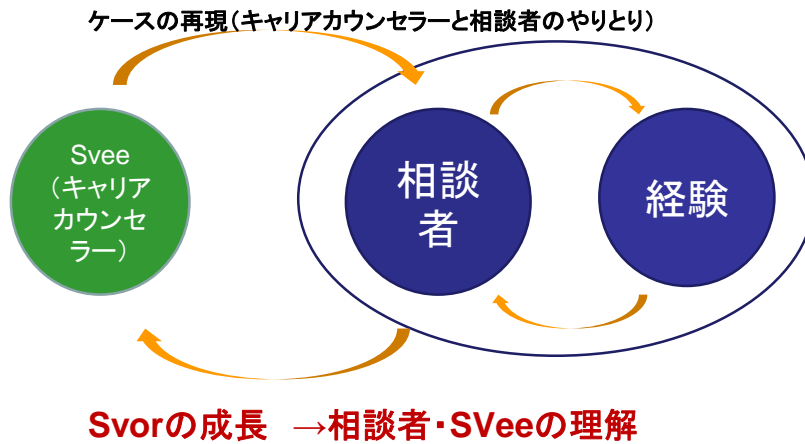 ケースの再現(キャリアカウンセラーと相談者のやりとり)
Svee
(キャリア
カウンセ
ラー)
相談
者
経験
Svorの成長 →相談者・SVeeの理解